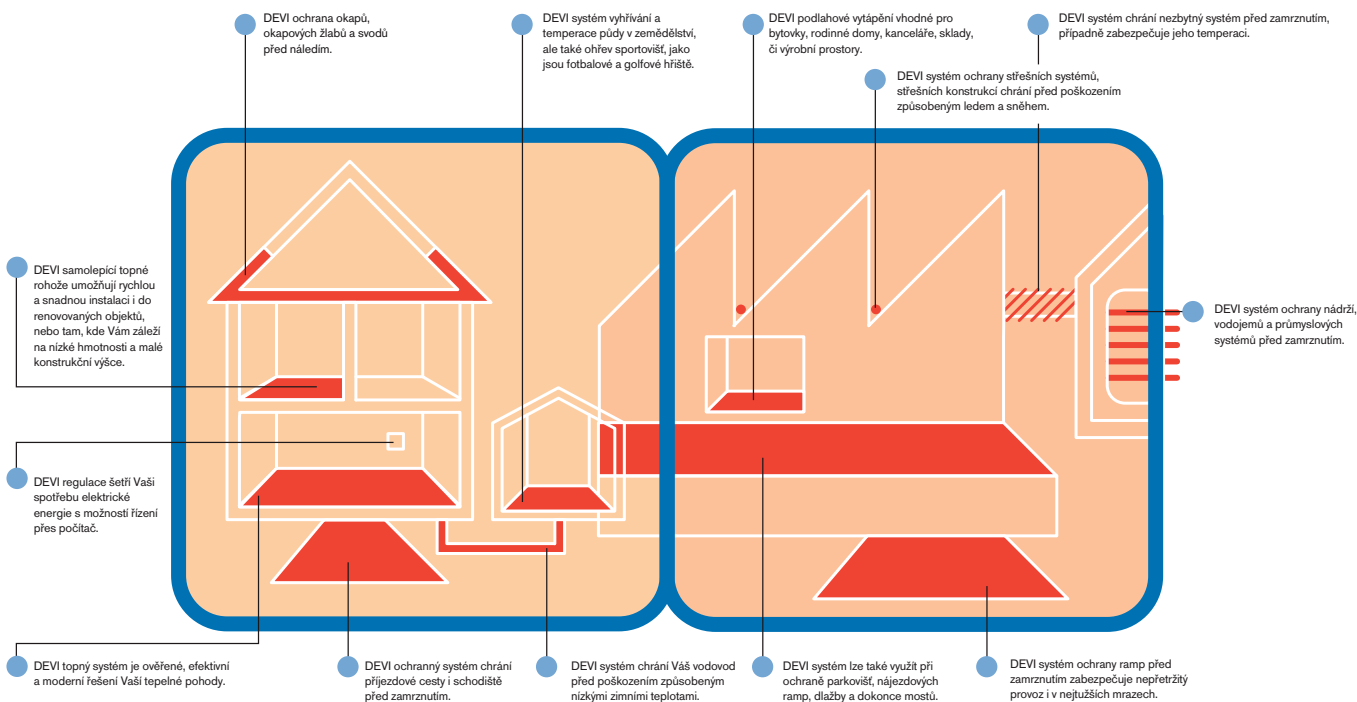 DEVI ochrana okapů,
okapových žlabů a svodů
před náledím.
DEVI systém vyhřívání a
temperace půdy v zemědělství,
ale také ohřev sportovišť, jako
jsou fotbalové a golfové hřiště.
DEVI podlahové vytápění vhodné pro
bytovky, rodinné domy, kanceláře, sklady,
či výrobní prostory.
DEVI systém chrání nezbytný systém před zamrznutím,
případně zabezpečuje jeho temperaci.
DEVI systém ochrany střešních systémů,
střešních konstrukcí chrání před poškozením
způsobeným ledem a sněhem.
DEVI samolepící topné
rohože umožňují rychlou
a snadnou instalaci i do
renovovaných objektů,
nebo tam, kde Vám záleží
na nízké hmotnosti a malé
konstrukční výšce.
DEVI systém ochrany nádrží,
vodojemů a průmyslových
systémů před zamrznutím.
DEVI regulace šetří Vaši
spotřebu elektrické
energie s možností řízení
přes počítač.
DEVI topný systém je ověřené, efektivní
a moderní řešení Vaší tepelné pohody.
DEVI ochranný systém chrání
příjezdové cesty i schodiště
před zamrznutím.
DEVI systém chrání Váš vodovod
před poškozením způsobeným
nízkými zimními teplotami.
DEVI systém lze také využít při
ochraně parkovišť, nájezdových
ramp, dlažby a dokonce mostů.
DEVI systém ochrany ramp před
zamrznutím zabezpečuje nepřetržitý
provoz i v nejtužších mrazech.